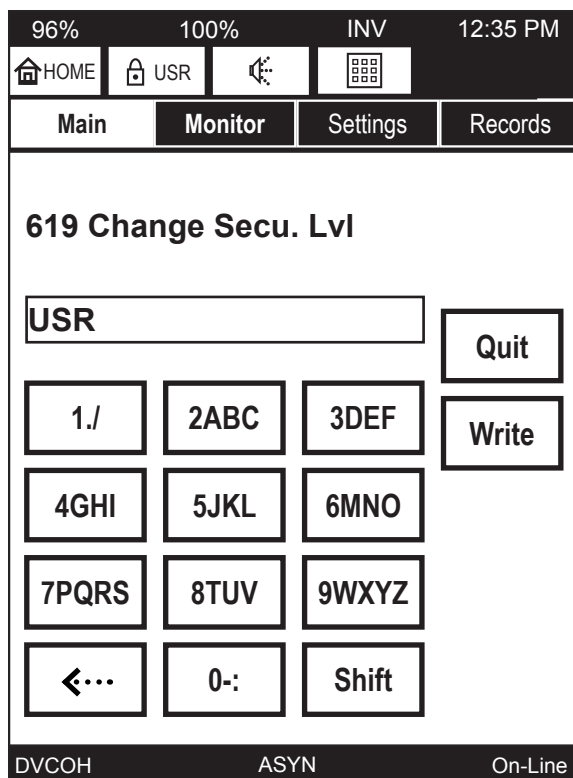 96% 100% INV 12:35 PM
HOME USR
Main Monitor Settings Records
619 Change Secu. Lvl
USR
Quit
1./ 2ABC 3DEF
Write
4GHI 5JKL 6MNO
7PQRS 8TUV 9WXYZ
0-: Shift
DVCOH ASYN On-Line